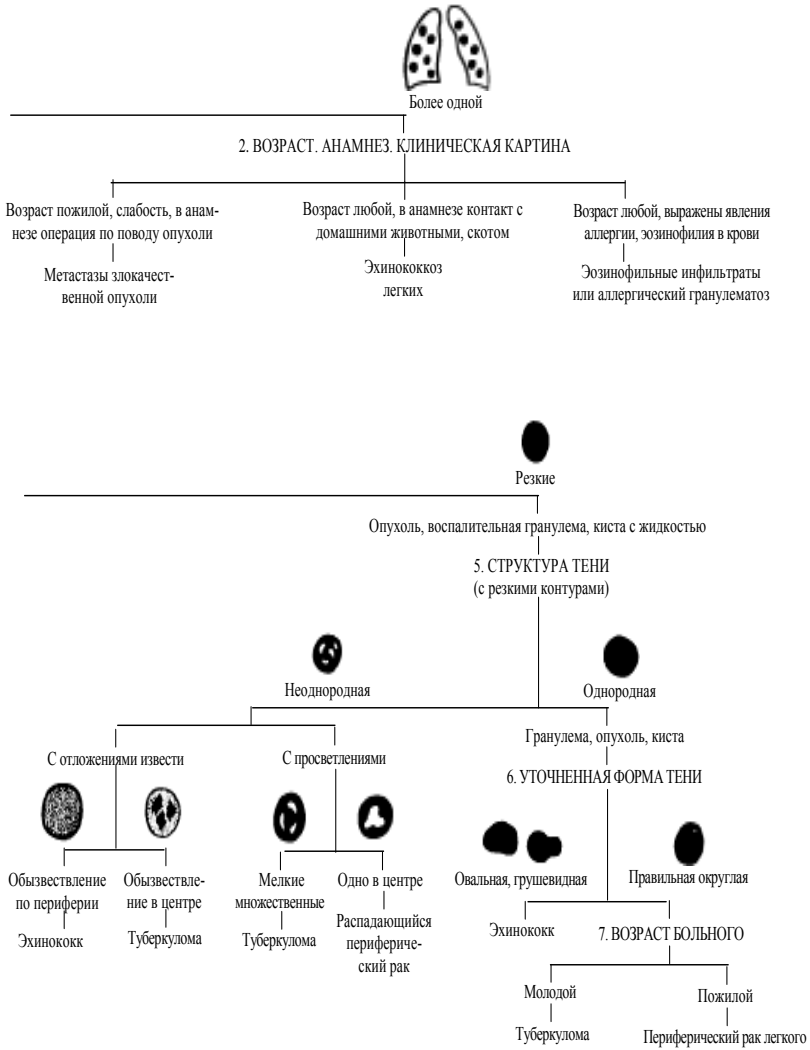 Более одной
2. ВОЗРАСТ. АНАМНЕЗ. КЛИНИЧЕСКАЯ КАРТИНА
Возраст пожилой, слабость, в анам-
незе операция по поводу опухоли
Метастазы злокачест-
венной опухоли
Возраст любой, в анамнезе контакт с
домашними животными, скотом
Эхинококкоз
легких
Возраст любой, выражены явления
аллергии, эозинофилия в крови
Эозинофильные инфильтраты
или аллергический гранулематоз
Резкие
Опухоль, воспалительная гранулема, киста с жидкостью
5. СТРУКТУРА ТЕНИ
(с резкими контурами)
Неоднородная
Однородная
С отложениями извести
С просветлениями
Гранулема, опухоль, киста
6. УТОЧНЕННАЯ ФОРМА ТЕНИ
Обызвествление
по периферии
Эхинококк
Обызвествле-
ние в центре
Туберкулома
Мелкие
множественные
Туберкулома
Одно в центре
Распадающийся
перифериче-
ский рак
Овальная, грушевидная
Правильная округлая
Эхинококк
7. ВОЗРАСТ БОЛЬНОГО
Молодой
Пожилой
Туберкулома
Периферический рак легкого